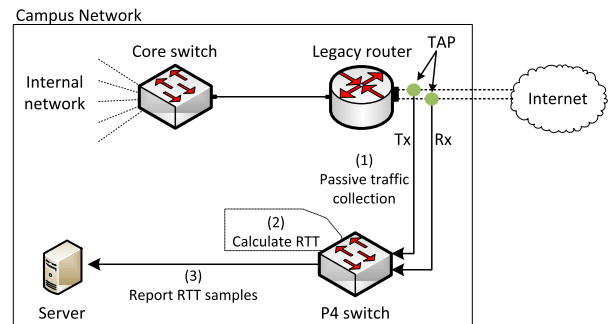 Campus Network
Core switch
Legacy router
TAP
Internal
network
Internet
Tx
Rx
(1)
Passive traffic
collection
(2)
Calculate RTT
(3)
Report RTT samples
Server
P4 switch